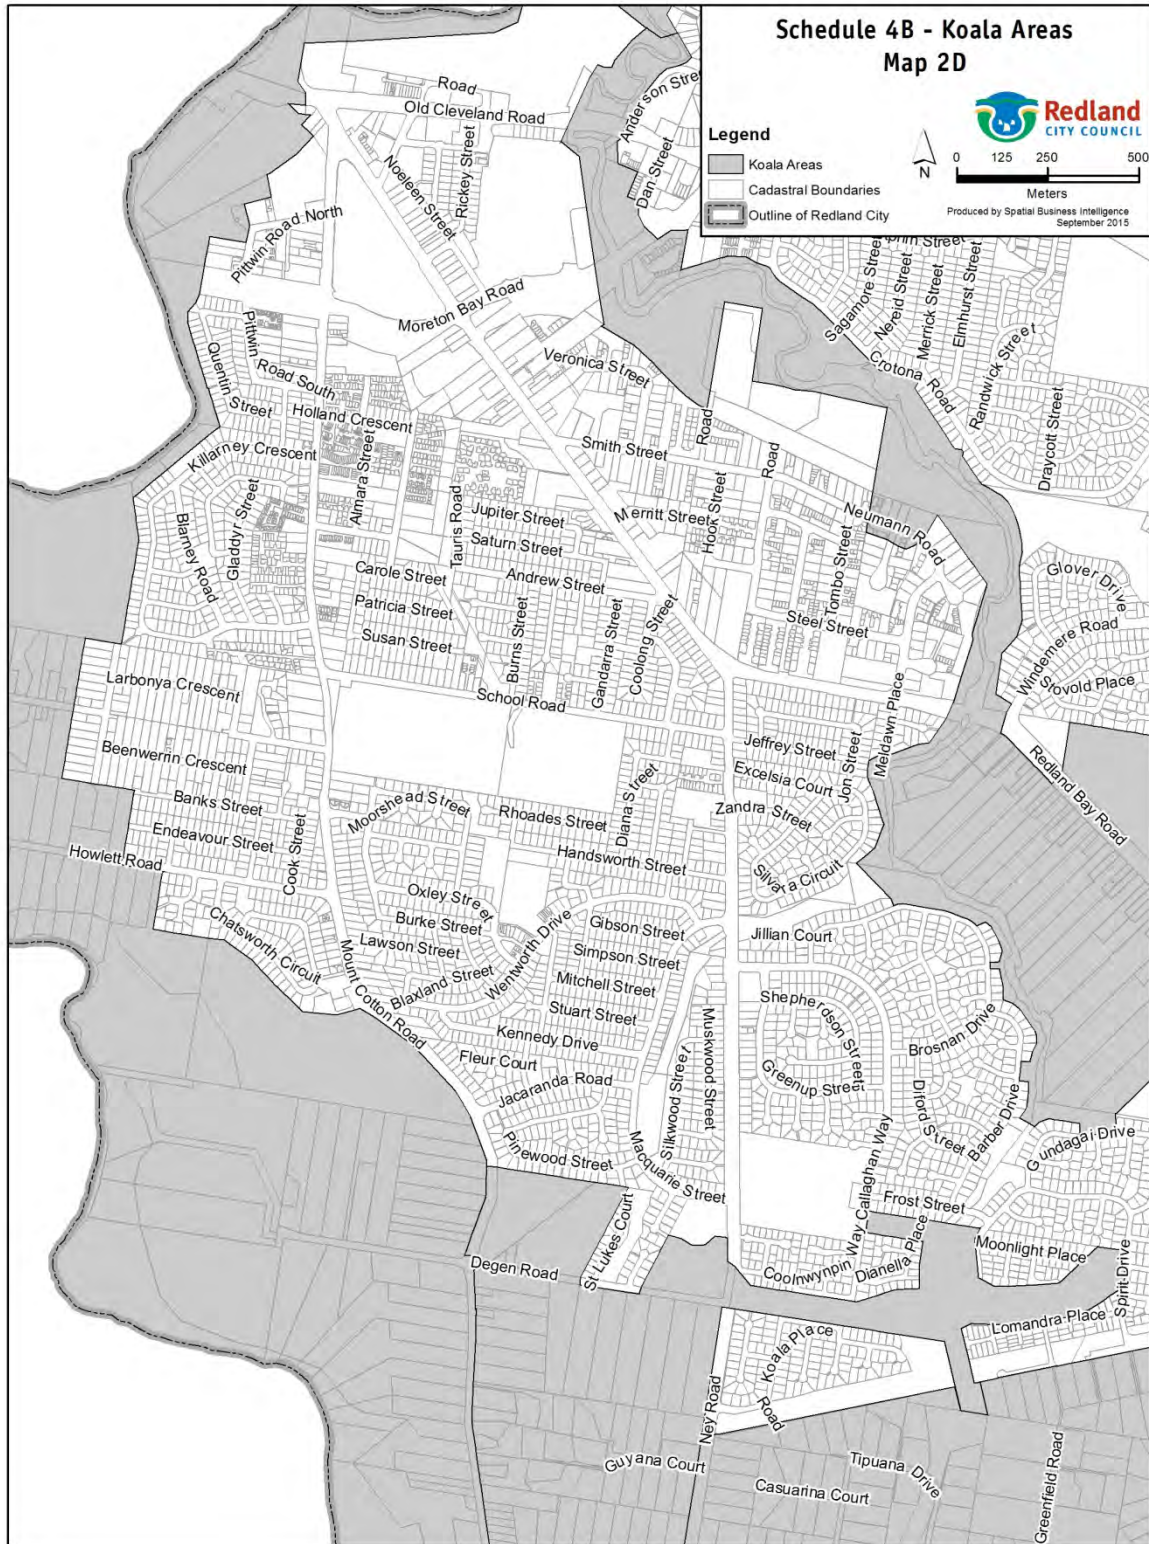 Schedule 4B - Koala Areas
Map 2D
Redland
CITY COUNCIL
Legend
Koala Areas
Cadastral Boundaries
Outline of Redland City
N
0 125 250 500
Meters
Produced by Spatial Business Intelligence
September 2015
Road
Old Cleveland Road
Anderson Street
Dan Street
Noeleen Street
Rickey Street
Pittwin Road North
Moreton Bay Road
Sagamore Street
Nereid Street
Merrick Street
Elmhurst Street
Randwick Street
Crotona Road
Draycott Street
Pittwin Road South
Quentin Street
Veronica Street
Holland Crescent
Killarney Crescent
Almara Street
Gladdyr Street
Blarney Road
Tauris Road
Smith Street
Road
Road
Jupiter Street
Merritt Street
Hook Street
Neumann Road
Saturn Street
Andrew Street
Tombo Street
Steel Street
Carole Street
Patricia Street
Susan Street
Burns Street
Gandarra Street
Coolong Street
Glover Drive
Windemere Road
Stovold Place
Larbonya Crescent
School Road
Meldawn Place
Jeffrey Street
Excelsia Court
Jon Street
Redland Bay Road
Beenwerrin Crescent
Banks Street
Moorshead Street
Rhoades Street
Diana Street
Zandra Street
Endeavour Street
Howlett Road
Cook Street
Handsworth Street
Silvara Circuit
Oxley Street
Burke Street
Lawson Street
Wentworth Drive
Gibson Street
Jillian Court
Chatsworth Circuit
Simpson Street
Blaxland Street
Mitchell Street
Mount Cotton Road
Stuart Street
Shepherdson Street
Kennedy Drive
Brosnan Drive
Fleur Court
Muskwood Street
Silkwood Street
Jacaranda Road
Greenup Street
Diford Street
Barber Drive
Gundagai Drive
Pinewood Street
Macquarie Street
Callaghan Way
Frost Street
St Lukes Court
Degen Road
Coolnwynpin Way
Dianella Place
Moonlight Place
Spirit Drive
Lomandra Place
Koala Place
Road
Ney Road
Guyana Court
Casuarina Court
Tipuana Drive
Greenfield Road